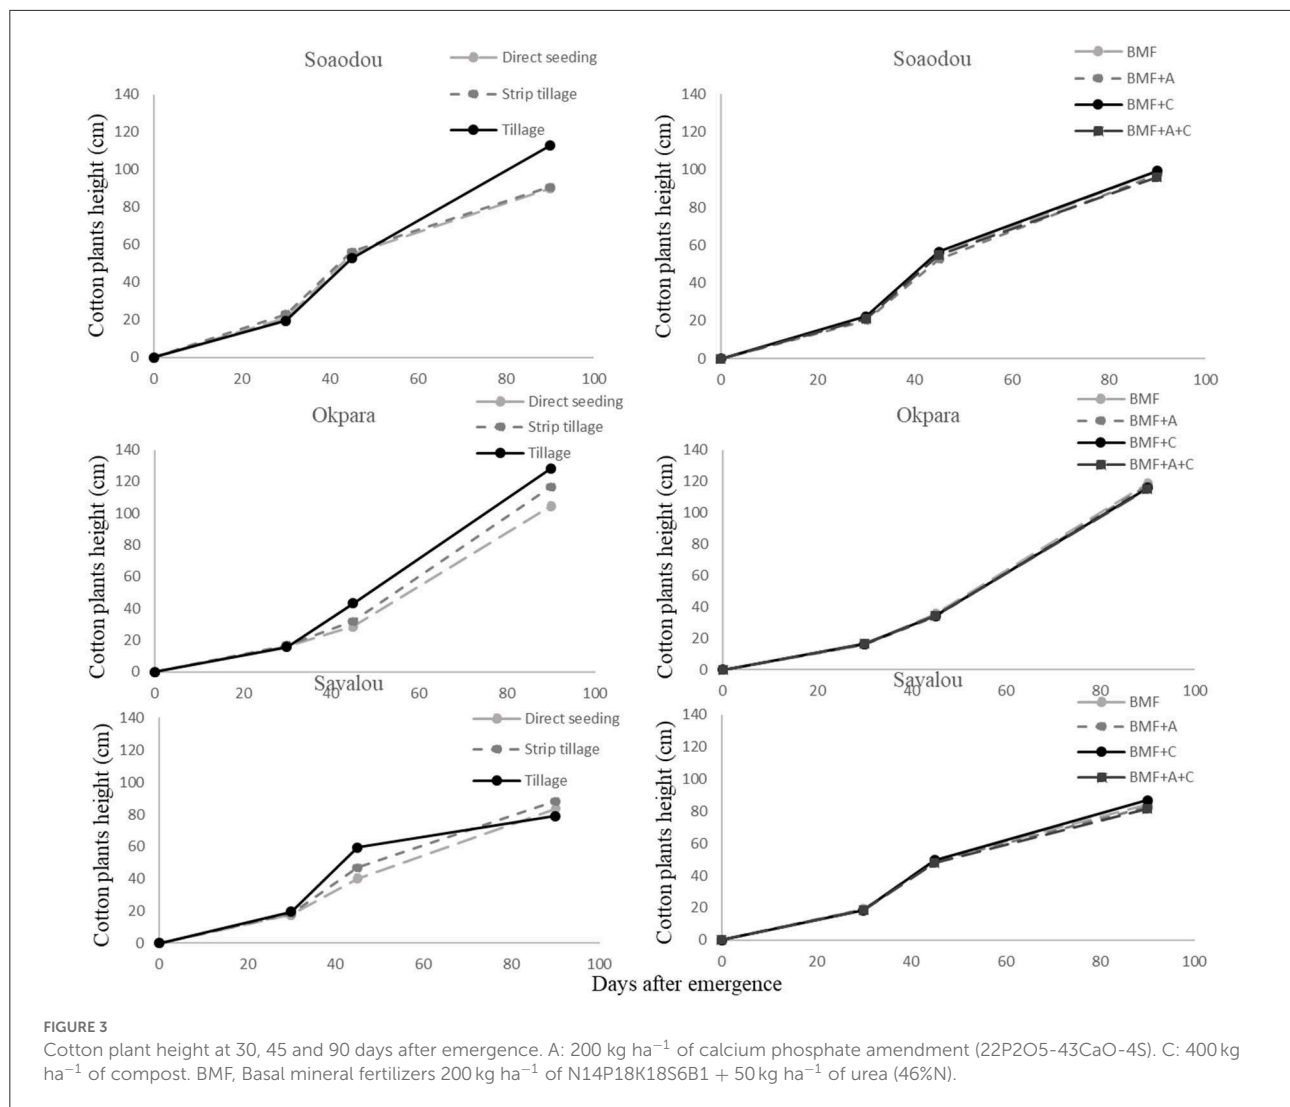 Soaodou
Direct seeding
Strip tillage
Tillage
Cotton plants height (cm)
140
120
100
80
60
40
20
0
0 20 40 60 80 100
Soaodou
BMF
BMF+A
BMF+C
BMF+A+C
Cotton plants height (cm)
140
120
100
80
60
40
20
0
0 20 40 60 80 100
Okpara
Direct seeding
Strip tillage
Tillage
Cotton plants height (cm)
140
120
100
80
60
40
20
0
0 20 40 60 80 100
Okpara
BMF
BMF+A
BMF+C
BMF+A+C
Cotton plants height (cm)
140
120
100
80
60
40
20
0
0 20 40 60 80 100
Savalou
Direct seeding
Strip tillage
Tillage
Cotton plants height (cm)
140
120
100
80
60
40
20
0
0 20 40 60 80 100
Savalou
BMF
BMF+A
BMF+C
BMF+A+C
Cotton plants height (cm)
140
120
100
80
60
40
20
0
0 20 40 60 80 100
Days after emergence
FIGURE 3
Cotton plant height at 30, 45 and 90 days after emergence. A: 200 kg ha⁻¹ of calcium phosphate amendment (22P2O5-43CaO-4S). C: 400 kg
ha⁻¹ of compost. BMF, Basal mineral fertilizers 200 kg ha⁻¹ of N14P18K18S6B1 + 50 kg ha⁻¹ of urea (46%N).